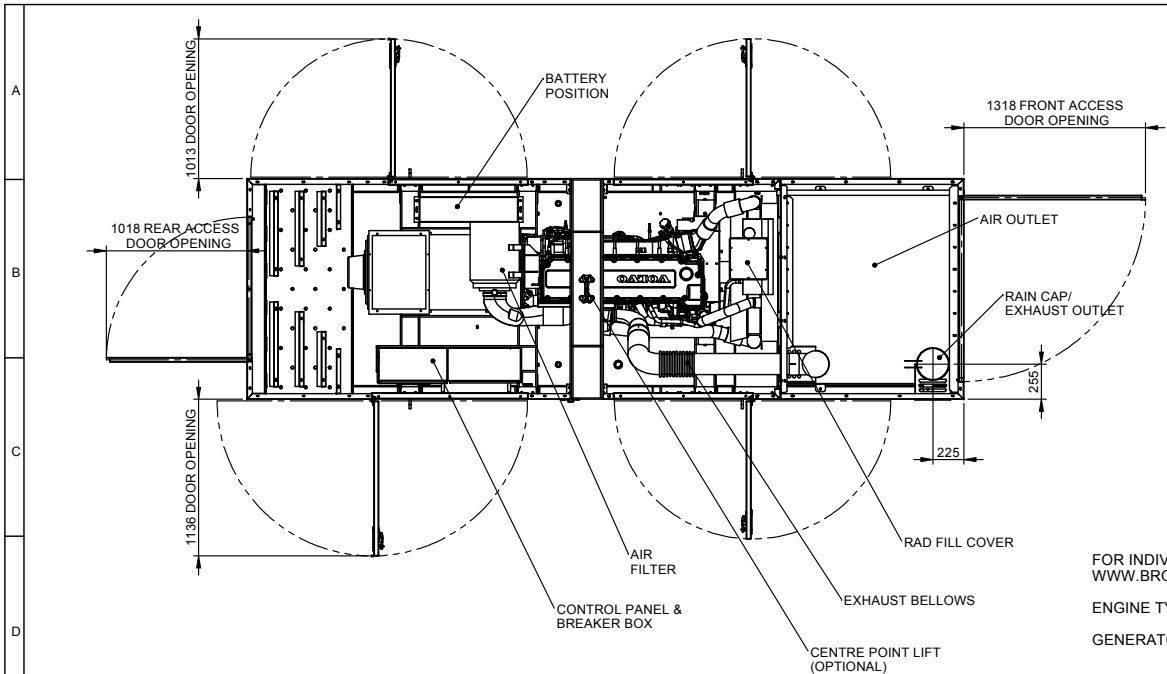 A
B
C
D
1013 DOOR OPENING
BATTERY
POSITION
1318 FRONT ACCESS
DOOR OPENING
1018 REAR ACCESS
DOOR OPENING
AIR OUTLET
VOLVO
RAIN CAP/
EXHAUST OUTLET
255
225
1136 DOOR OPENING
AIR
FILTER
RAD FILL COVER
CONTROL PANEL &
BREAKER BOX
EXHAUST BELLOWS
CENTRE POINT LIFT
(OPTIONAL)
FOR INDIV
WWW.BRO
ENGINE TY
GENERATO